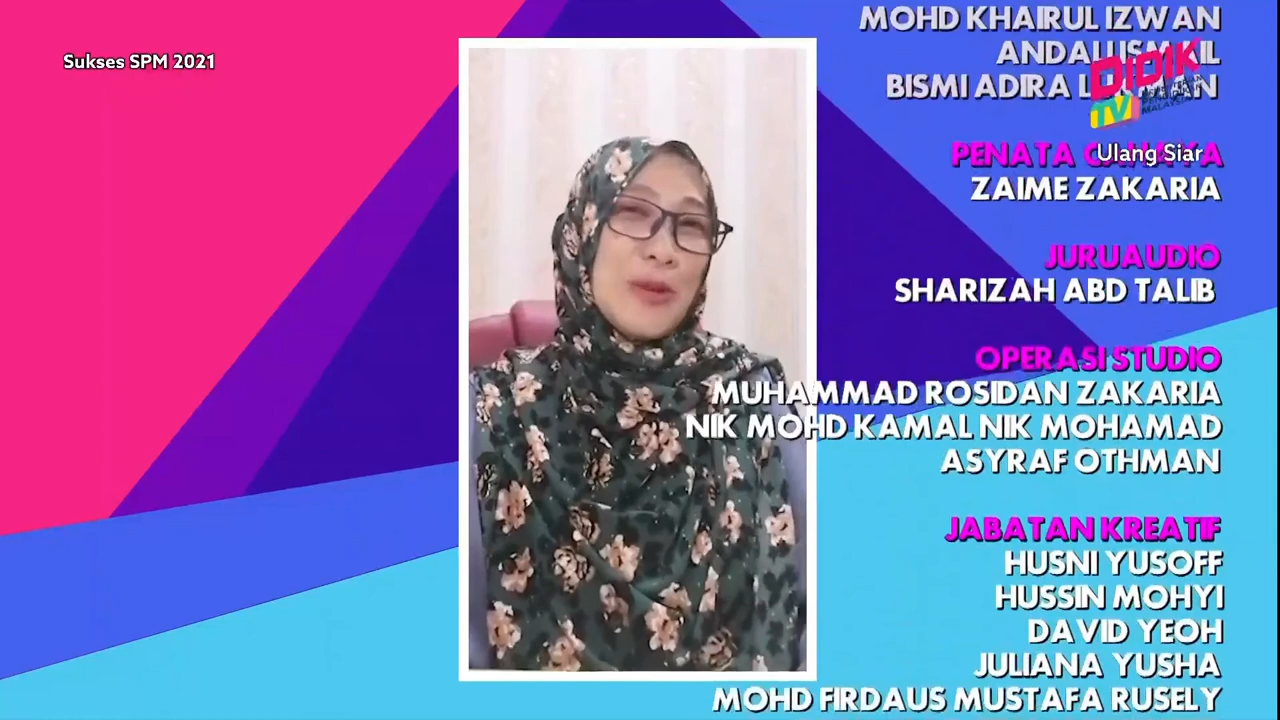 Sukses SPM 2021
MOHD KHAIRUL IZWAN
BISMI ADIRA
DIDIK
TV
MALAYSIA
PENATA CAHAYA
Ulang Siar
ZAIME ZAKARIA
JURUAUDIO
SHARIZAH ABD TALIB
OPERASI STUDIO
MUHAMMAD ROSIDAN ZAKARIA
NIK MOHD KAMAL NIK MOHAMAD
ASYRAF OTHMAN
JABATAN KREATIF
HUSNI YUSOFF
HUSSIN MOHYI
DAVID YEOH
JULIANA YUSHA
MOHD FIRDAUS MUSTAFA RUSELY